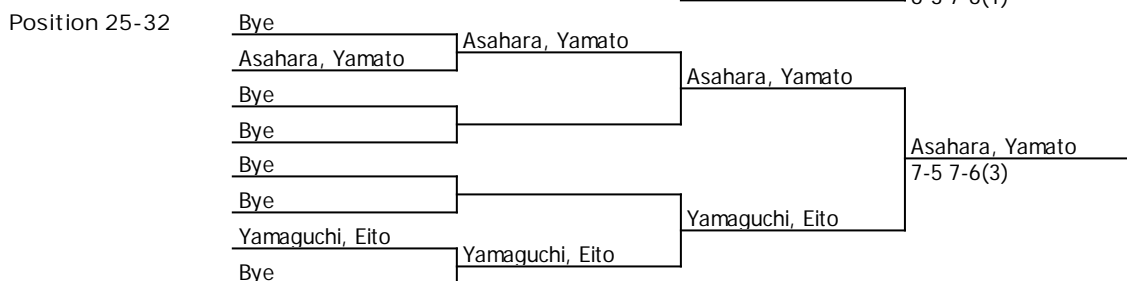 Position 25-32
Bye
Asahara, Yamato
Asahara, Yamato
Bye
Asahara, Yamato
Bye
Bye
Asahara, Yamato
7-5 7-6(3)
Bye
Yamaguchi, Eito
Yamaguchi, Eito
Yamaguchi, Eito
Bye